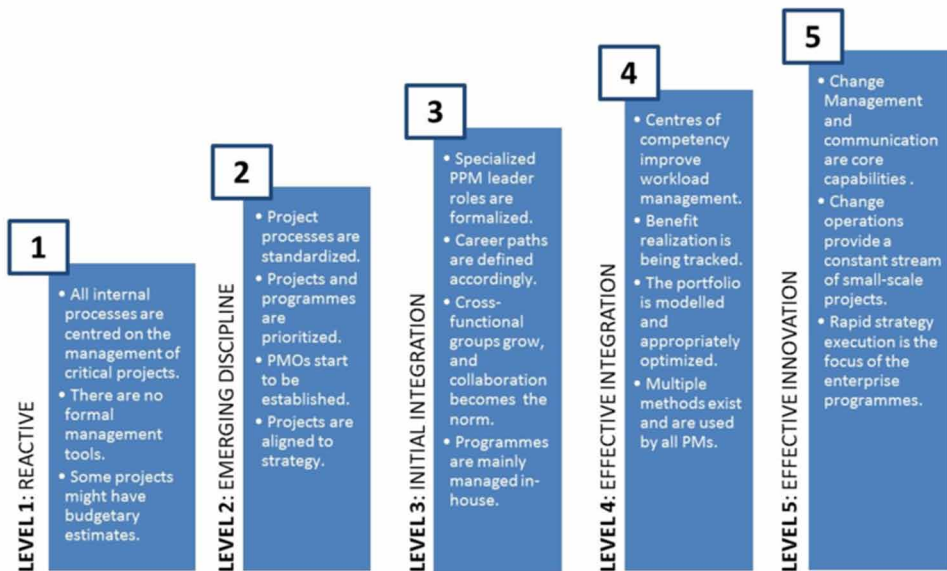 1
LEVEL 1: REACTIVE
• All internal
processes are
centred on the
management of
critical projects.
• There are no
formal
management
tools.
• Some projects
might have
budgetary
estimates.
2
LEVEL 2: EMERGING DISCIPLINE
• Project
processes are
standardized.
• Projects and
programmes
are
prioritized.
• PMOs start to
be
established.
• Projects are
aligned to
strategy.
3
LEVEL 3: INITIAL INTEGRATION
• Specialized
PPM leader
roles are
formalized.
• Career paths
are defined
accordingly.
• Cross-
functional
groups grow,
and
collaboration
becomes the
norm.
• Programmes
are mainly
managed in-
house.
4
LEVEL 4: EFFECTIVE INTEGRATION
• Centres of
competency
improve
workload
management.
• Benefit
realization is
being tracked.
• The portfolio
is modelled
and
appropriately
optimized.
• Multiple
methods exist
and are used
by all PMs.
5
LEVEL 5: EFFECTIVE INNOVATION
• Change
Management
and
communication
are core
capabilities .
• Change
operations
provide a
constant stream
of small-scale
projects.
• Rapid strategy
execution is the
focus of the
enterprise
programmes.